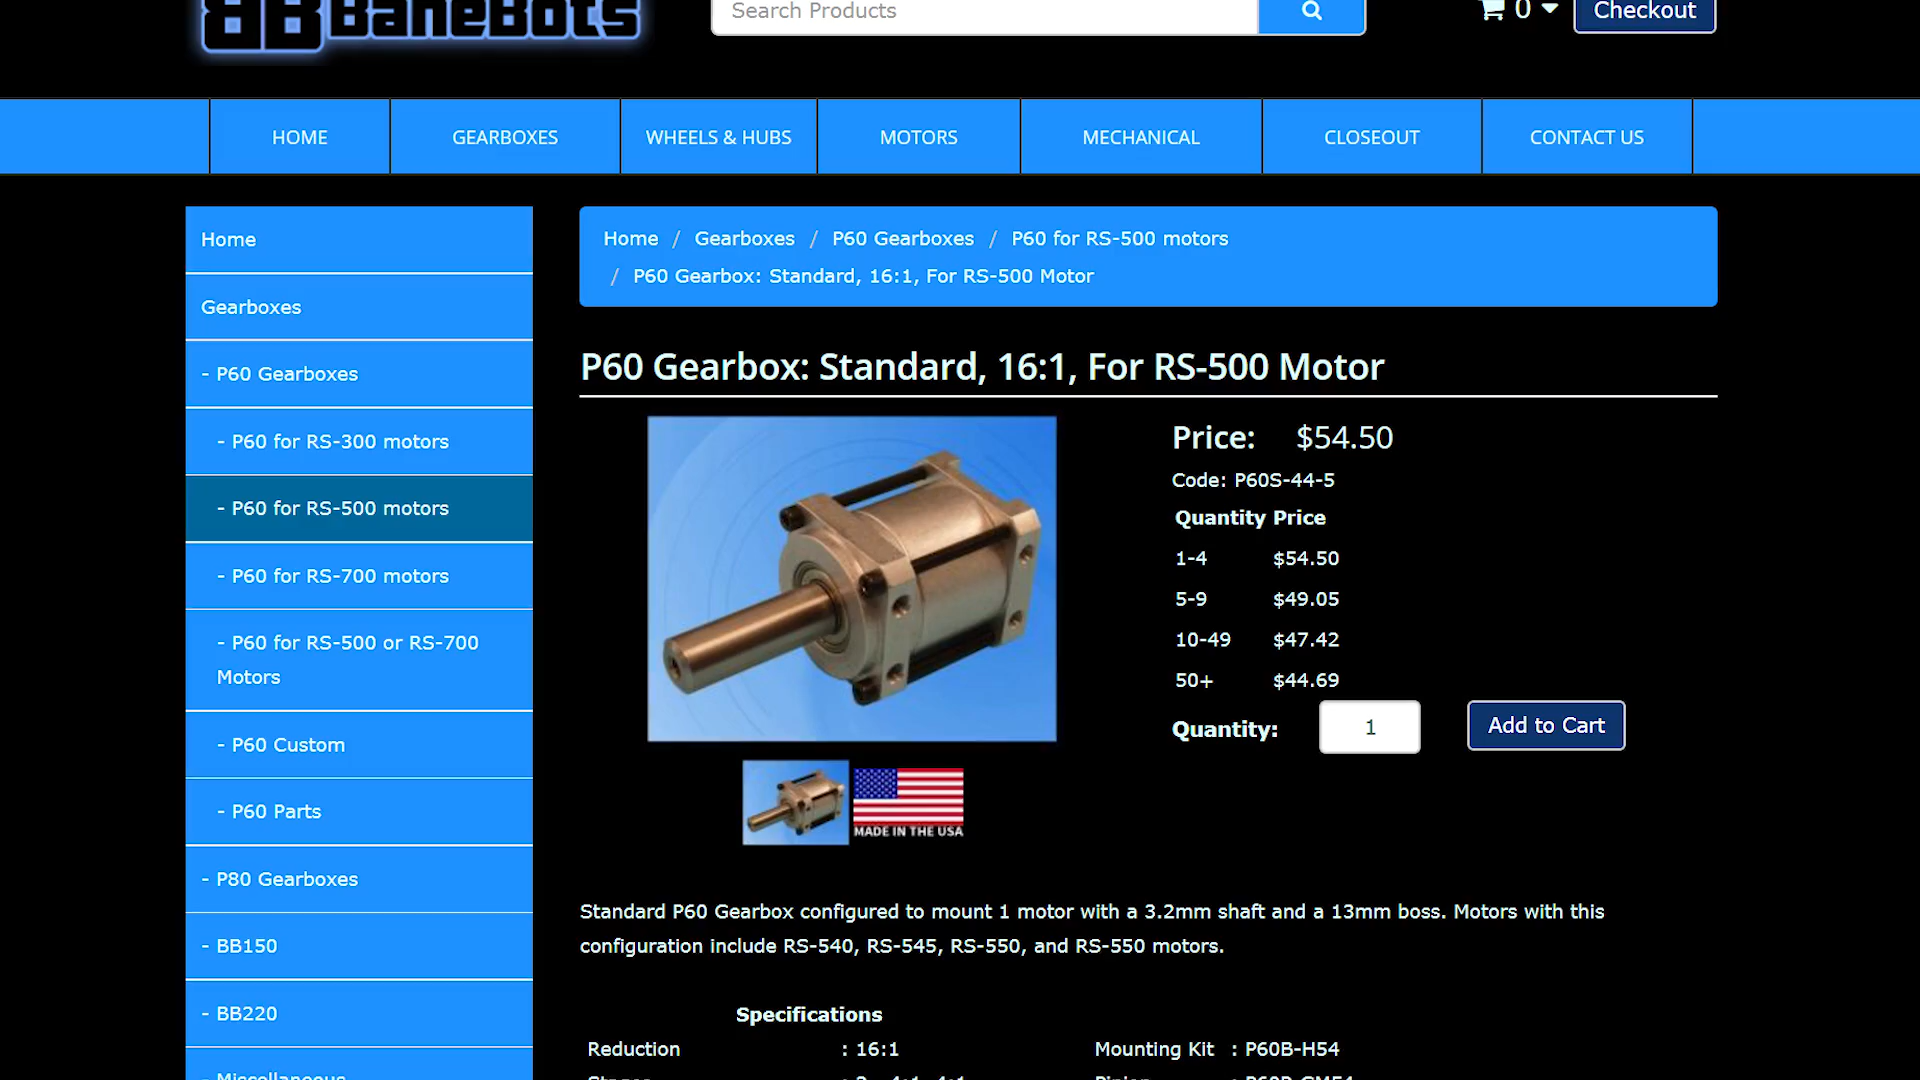 BaneBots
Search Products
0
Checkout
HOME
GEARBOXES
WHEELS & HUBS
MOTORS
MECHANICAL
CLOSEOUT
CONTACT US
Home
Gearboxes
- P60 Gearboxes
- P60 for RS-300 motors
- P60 for RS-500 motors
- P60 for RS-700 motors
- P60 for RS-500 or RS-700
Motors
- P60 Custom
- P60 Parts
- P80 Gearboxes
- BB150
- BB220
- Miscellaneous
Home / Gearboxes / P60 Gearboxes / P60 for RS-500 motors
/ P60 Gearbox: Standard, 16:1, For RS-500 Motor
P60 Gearbox: Standard, 16:1, For RS-500 Motor
Price: $54.50
Code: P60S-44-5
Quantity Price
1-4 $54.50
5-9 $49.05
10-49 $47.42
50+ $44.69
Quantity: 1 Add to Cart
MADE IN THE USA
Standard P60 Gearbox configured to mount 1 motor with a 3.2mm shaft and a 13mm boss. Motors with this
configuration include RS-540, RS-545, RS-550, and RS-550 motors.
Specifications
Reduction : 16:1 Mounting Kit : P60B-H54